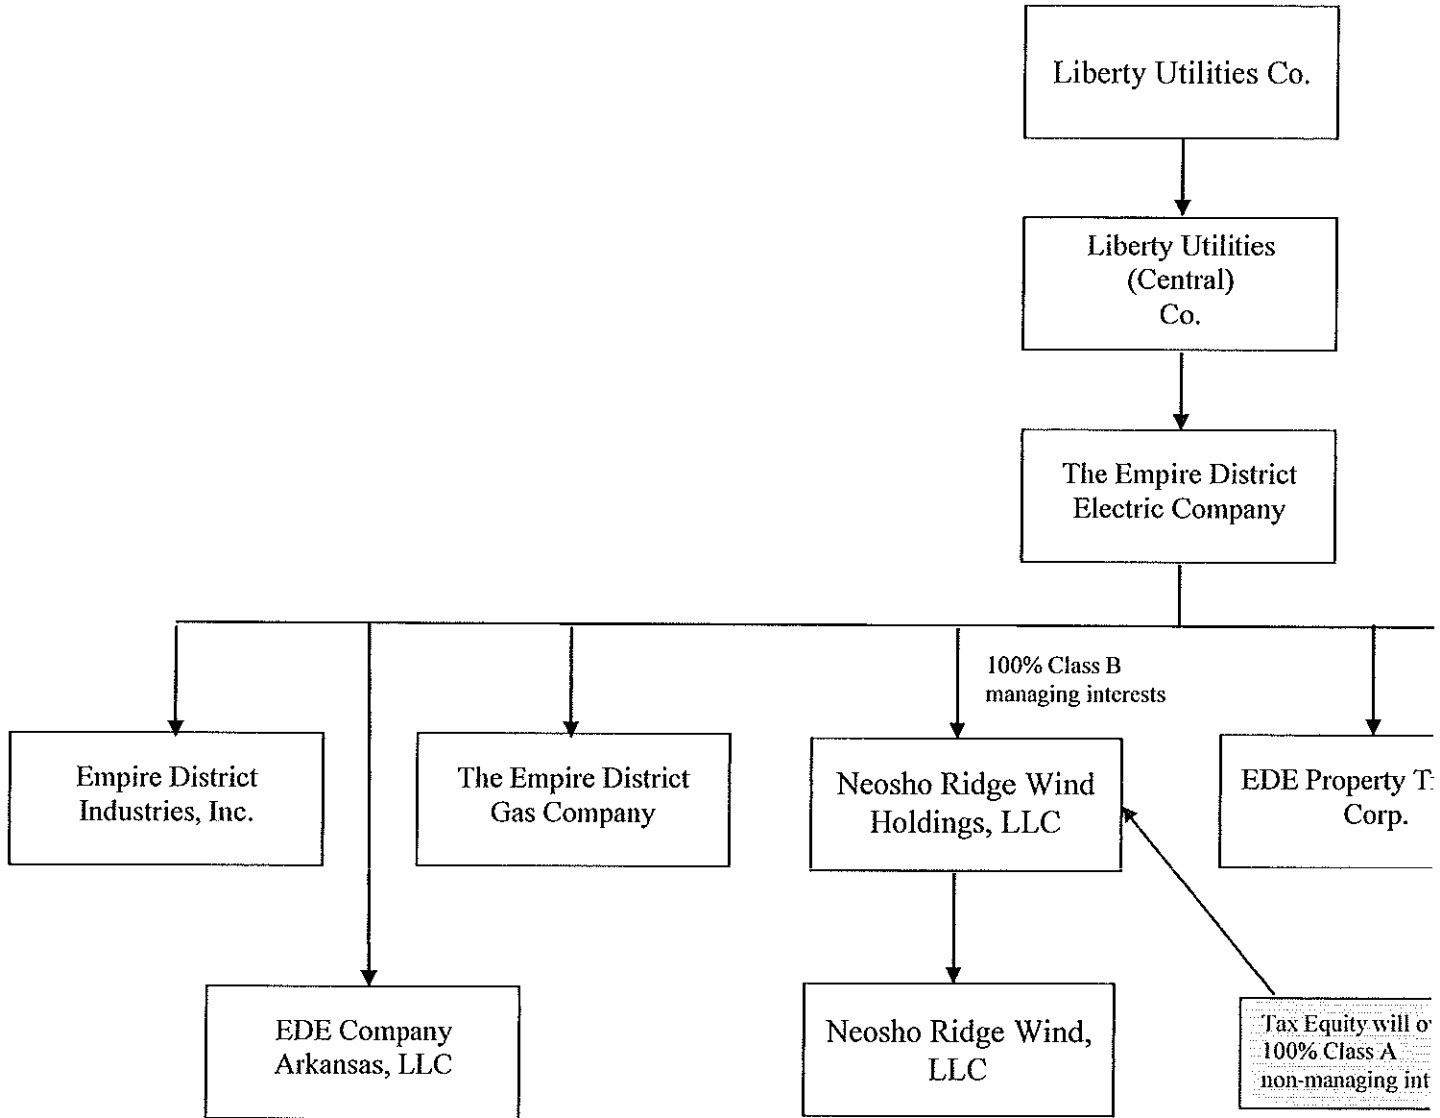 Liberty Utilities Co.
Liberty Utilities
(Central)
Co.
The Empire District
Electric Company
100% Class B
managing interests
Empire District
Industries, Inc.
The Empire District
Gas Company
Neosho Ridge Wind
Holdings, LLC
EDE Property
Corp.
EDE Company
Arkansas, LLC
Neosho Ridge Wind,
LLC
Tax Equity will
100% Class A
non-managing